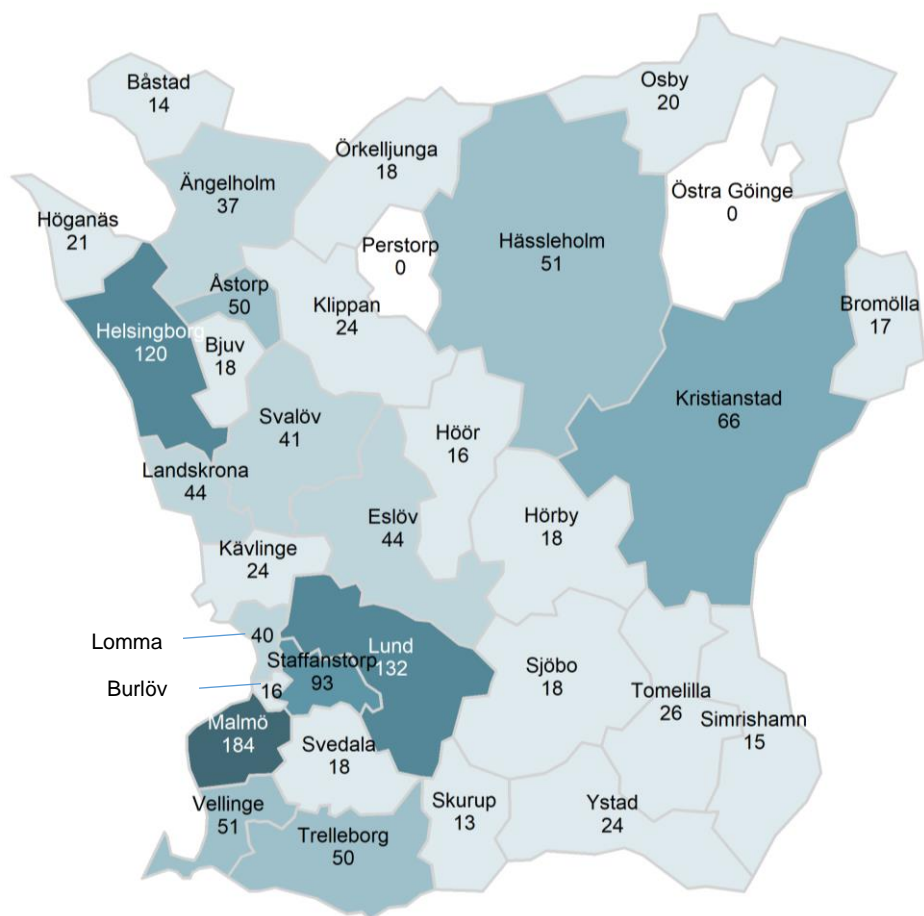 Båstad
14
Osby
20
Örkelljunga
18
Ängelholm
37
Östra Göinge
0
Höganäs
21
Perstorp
0
Hässleholm
51
Åstorp
50
Klippan
24
Bromölla
17
Helsingborg
120
Bjuv
18
Kristianstad
66
Svalöv
41
Höör
16
Landskrona
44
Eslöv
44
Hörby
18
Kävlinge
24
Lomma
40
Lund
132
Staffanstorp
93
Sjöbo
18
Burlöv
16
Tomelilla
26
Simrishamn
15
Malmö
184
Svedala
18
Vellinge
51
Skurup
13
Ystad
24
Trelleborg
50